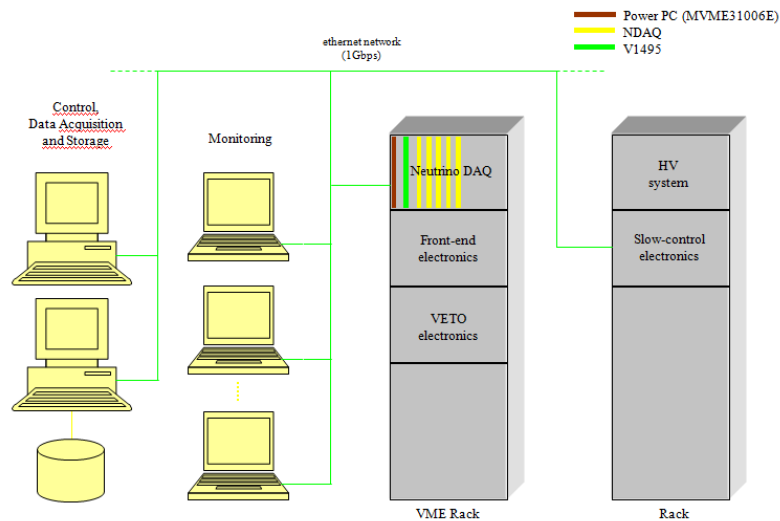 Power PC (MVME31006E)
NDAQ
V1495
ethernet network
(1Gbps)
Control,
Data Acquisition
and Storage
Monitoring
Neutrino DAQ
Front-end
electronics
VETO
electronics
VME Rack
HV
system
Slow-control
electronics
Rack